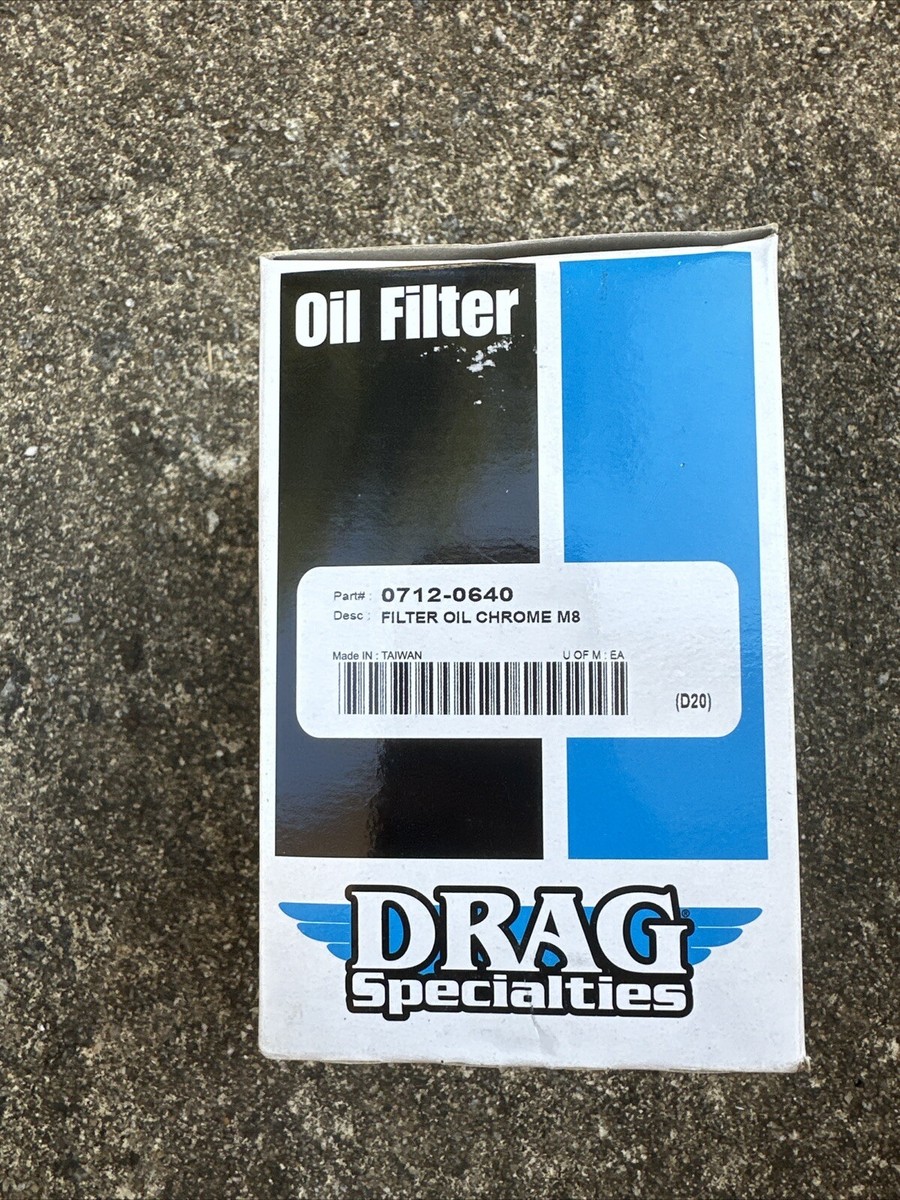 Oil Filter
Part# : 0712-0640
Desc : FILTER OIL CHROME M8
Made IN : TAIWAN U OF M : EA
(D20)
DRAG®
Specialties